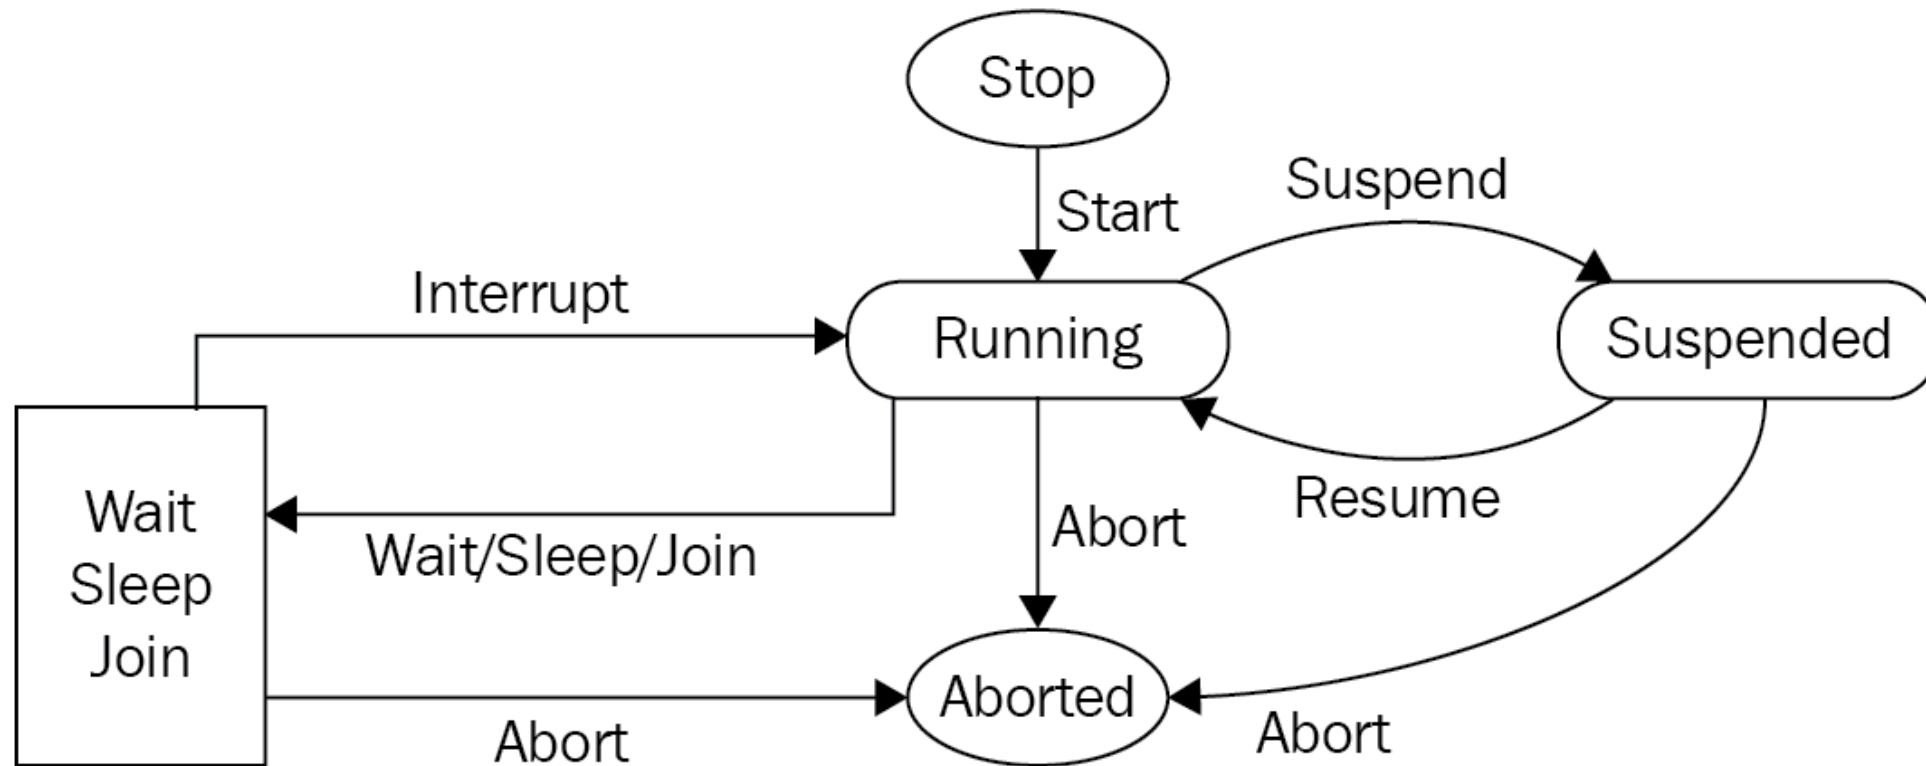 Stop
Start
Suspend
Interrupt
Running
Suspended
Resume
Wait
Sleep
Join
Wait/Sleep/Join
Abort
Aborted
Abort
Abort